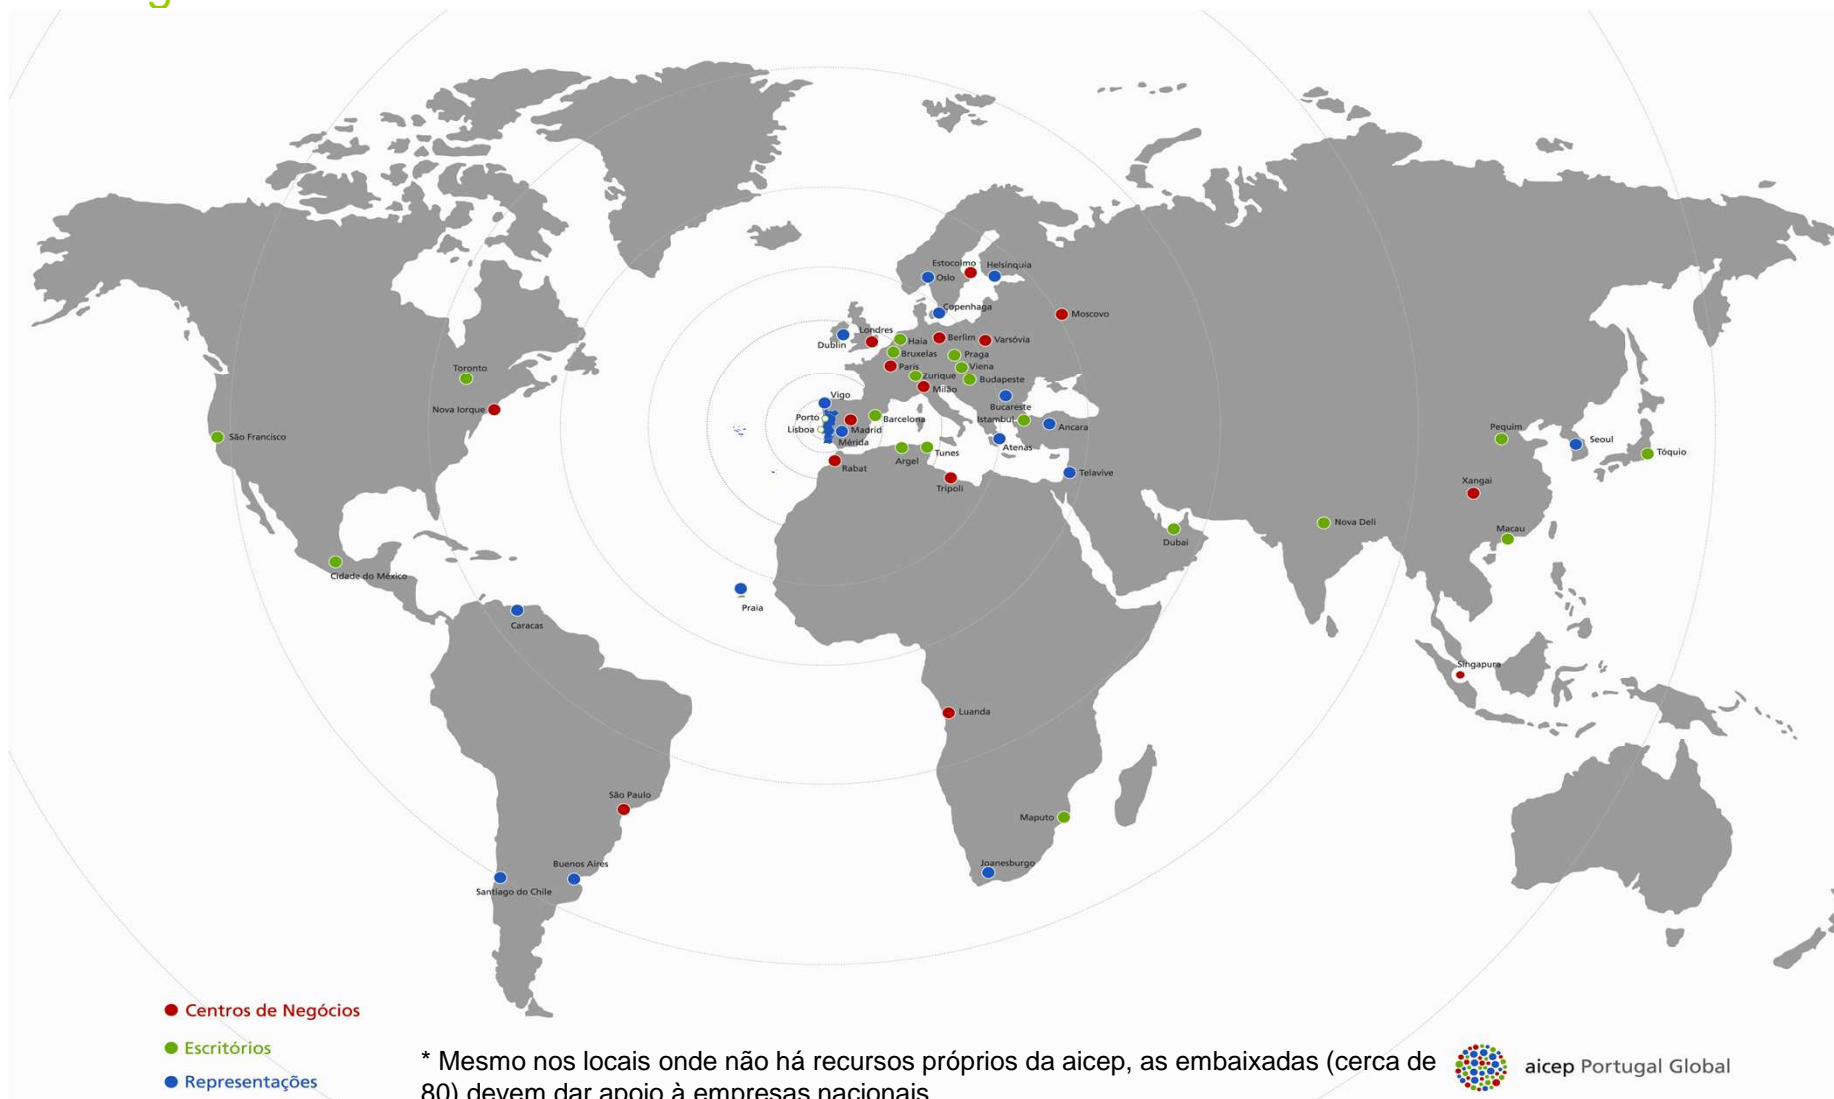 Estocolmo
Helsínquia
Oslo
Copenhaga
Moscovo
Londres
Dublin
Haia
Berlim
Varsóvia
Bruxelas
Praga
Paris
Viena
Zurique
Budapeste
Milão
Toronto
Nova Iorque
São Francisco
Vigo
Bucareste
Porto
Barcelona
Istambul
Ancara
Lisboa
Madrid
Mérida
Atenas
Argel
Tunes
Rabat
Telavive
Tripoli
Pequim
Seoul
Tóquio
Xangai
Nova Deli
Macau
Dubai
Cidade do México
Praia
Caracas
Singapura
Luanda
São Paulo
Maputo
Buenos Aires
Joanesburgo
Santiago do Chile
Centros de Negócios
Escritórios
Representações
* Mesmo nos locais onde não há recursos próprios da aicep, as embaixadas (cerca de
80) devem dar apoio à empresas nacionais
aicep Portugal Global